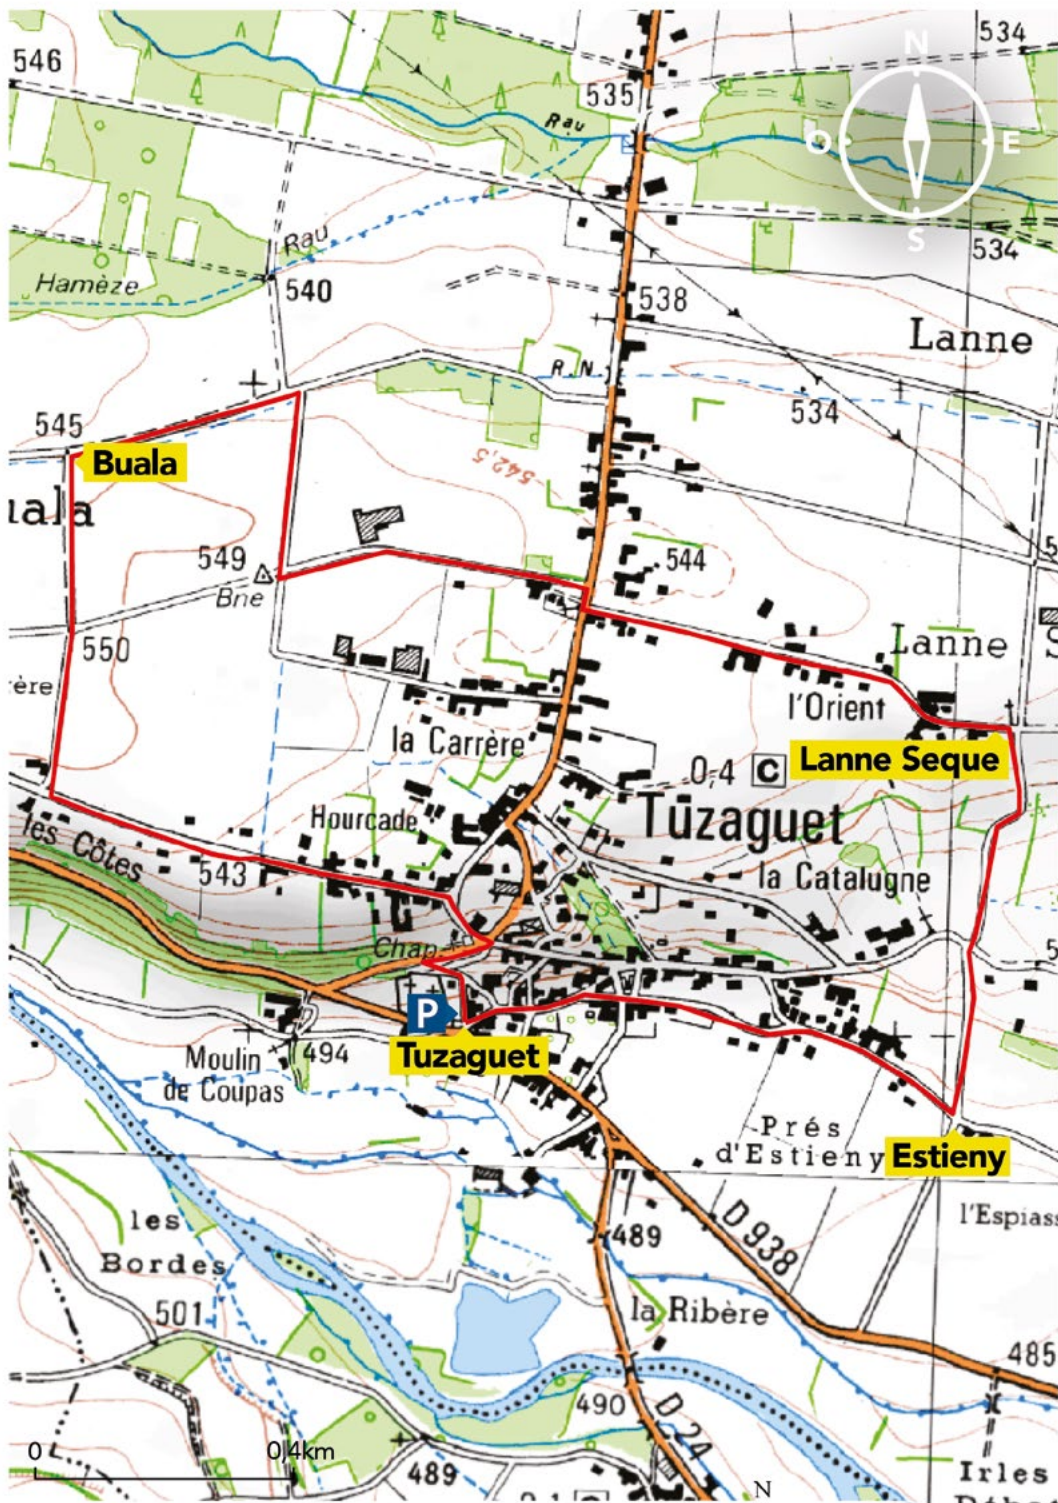 N
O
E
S
546
535
534
Rau
Rau
Hamèze
540
534
538
Lanne
R.N
534
545
Buala
542,5
549
Bne
544
550
Lanne
l'Orient
la Carrère
Lanne Seque
0,4 C
Tuzaguet
Hourcade
les Côtes
543
la Catalugne
Chap.
P
Tuzaguet
Moulin
de Coupas
494
Prés
d'Estieny
Estieny
l'Espiass
les
Bordes
489
D 938
la Ribère
501
485
490
D 24
0
0,4km
489
N
Irles